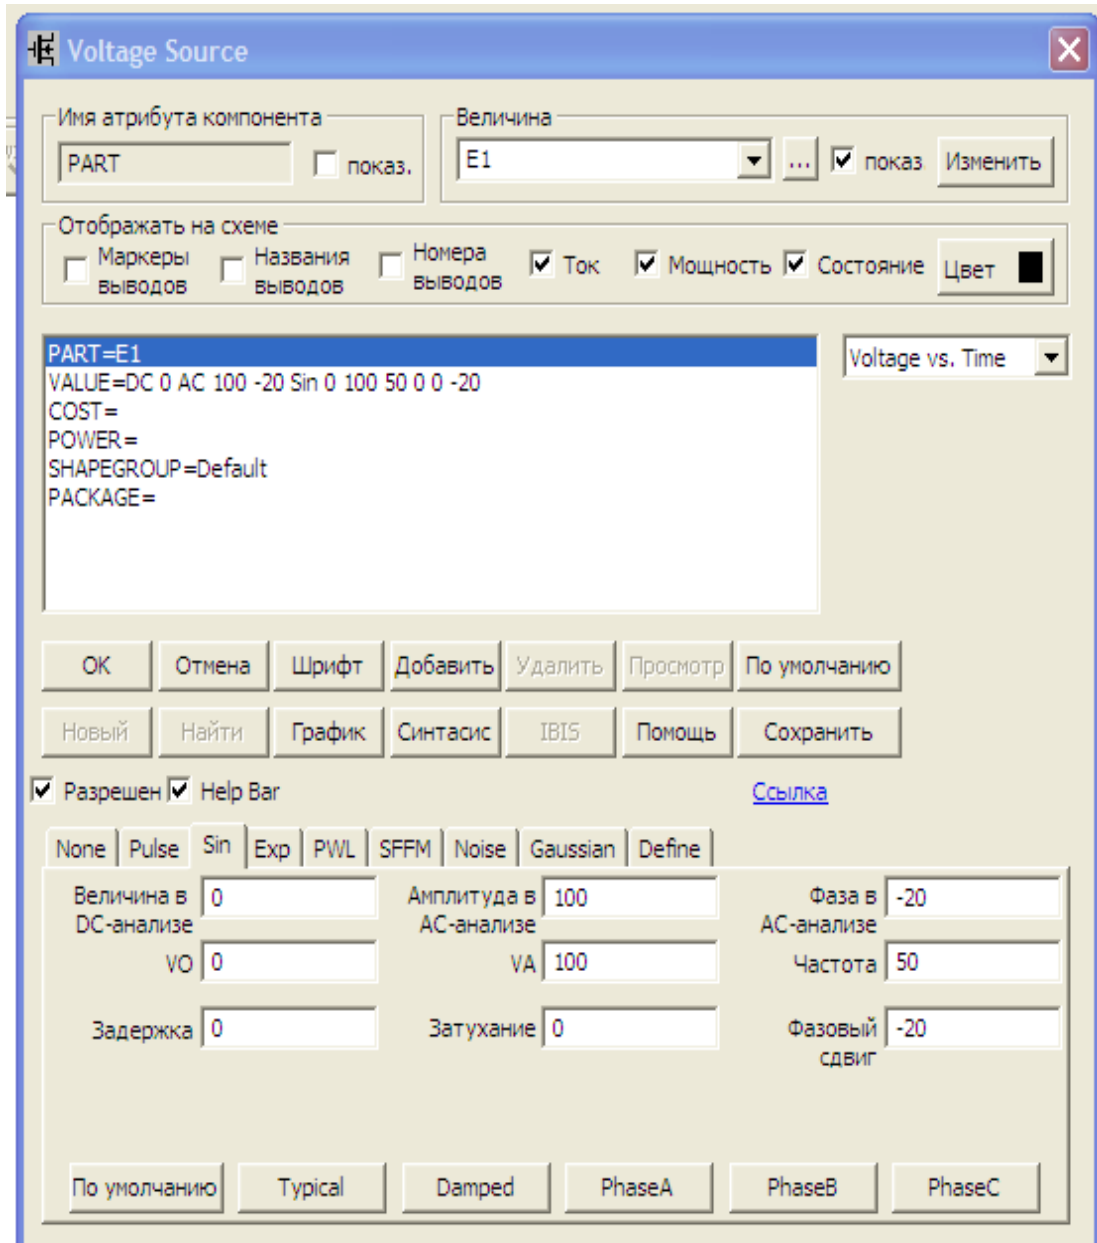 Voltage Source
Имя атрибута компонента
PART
показ.
Величина
E1
...
показ
Изменить
Отображать на схеме
Маркеры выводов
Названия выводов
Номера выводов
Ток
Мощность
Состояние
Цвет
PART=E1
VALUE=DC 0 AC 100 -20 Sin 0 100 50 0 0 -20
COST=
POWER=
SHAPEGROUP=Default
PACKAGE=
Voltage vs. Time
OK
Отмена
Шрифт
Добавить
Удалить
Просмотр
По умолчанию
Новый
Найти
График
Синтасис
IBIS
Помощь
Сохранить
Разрешен
Help Bar
Ссылка
None
Pulse
Sin
Exp
PWL
SFFM
Noise
Gaussian
Define
Величина в DC-анализе
0
Амплитуда в AC-анализе
100
Фаза в AC-анализе
-20
VO
0
VA
100
Частота
50
Задержка
0
Затухание
0
Фазовый сдвиг
-20
По умолчанию
Typical
Damped
PhaseA
PhaseB
PhaseC